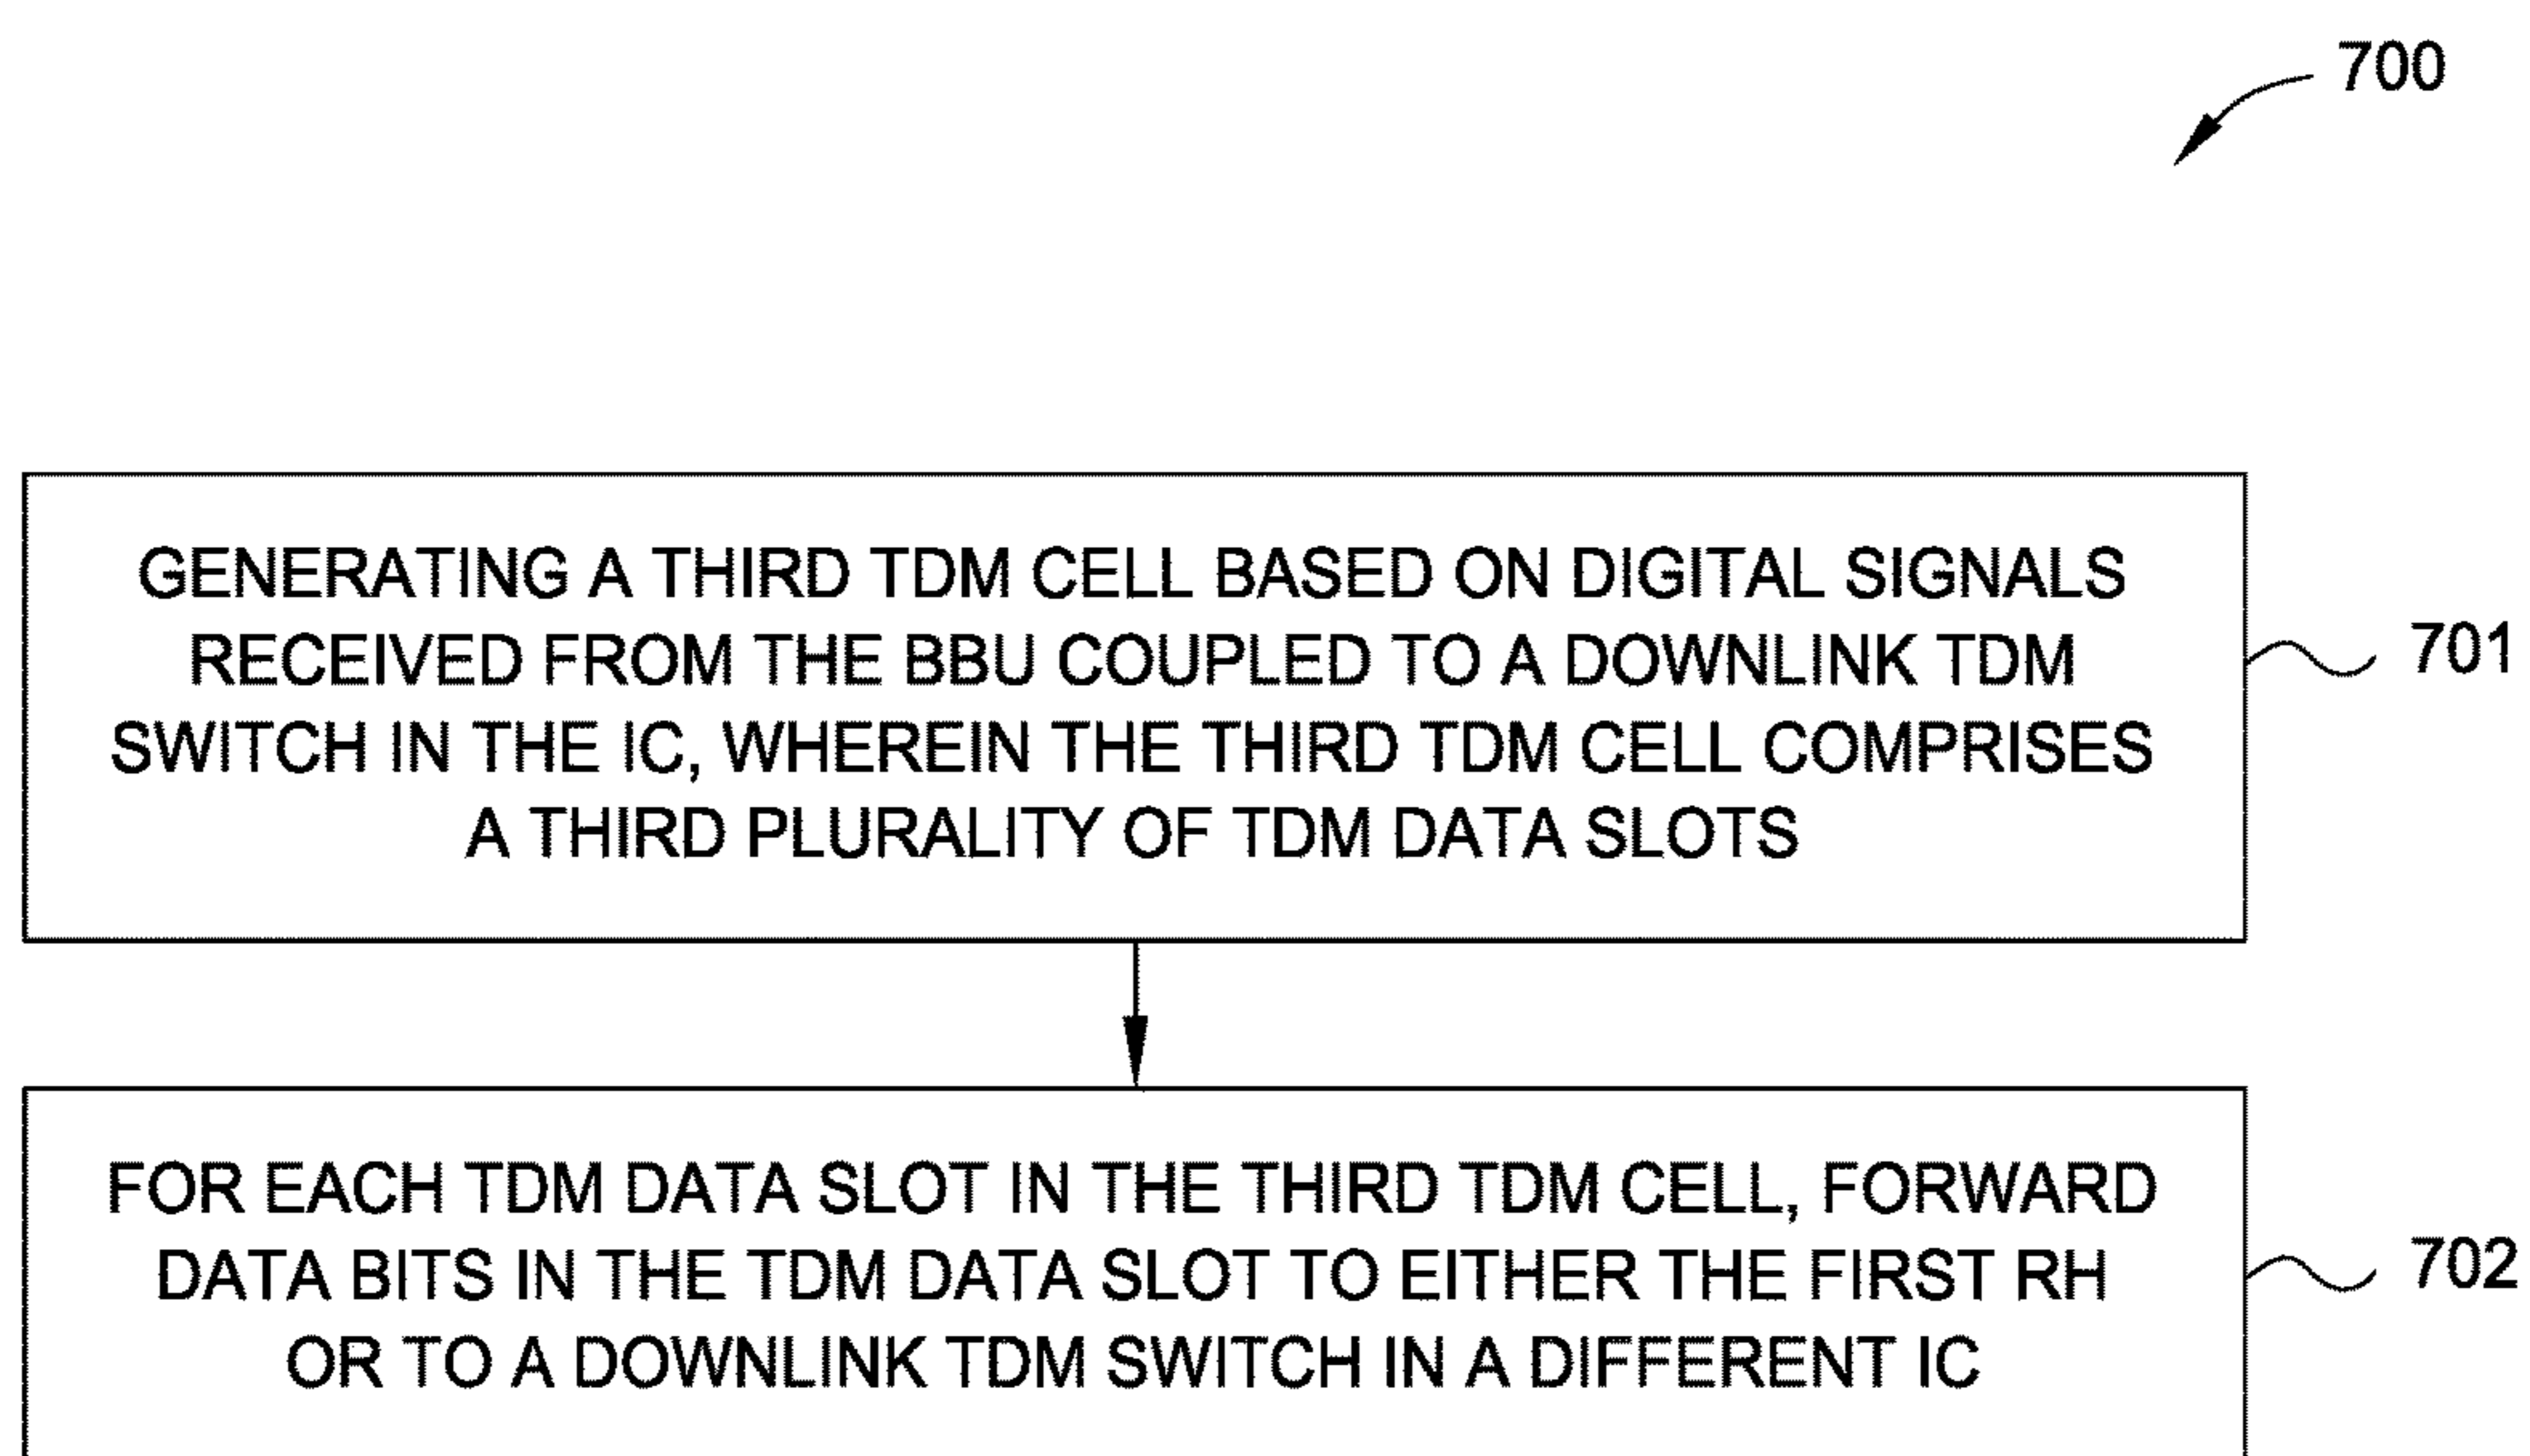 700
GENERATING A THIRD TDM CELL BASED ON DIGITAL SIGNALS
RECEIVED FROM THE BBU COUPLED TO A DOWNLINK TDM
SWITCH IN THE IC, WHEREIN THE THIRD TDM CELL COMPRISES
A THIRD PLURALITY OF TDM DATA SLOTS
701
FOR EACH TDM DATA SLOT IN THE THIRD TDM CELL, FORWARD
DATA BITS IN THE TDM DATA SLOT TO EITHER THE FIRST RH
OR TO A DOWNLINK TDM SWITCH IN A DIFFERENT IC
702